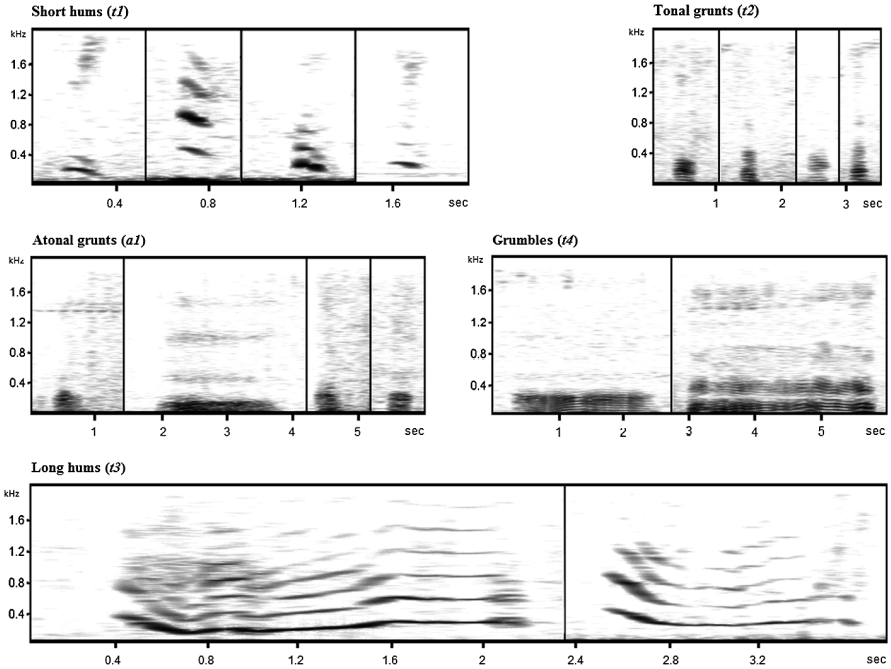 Short hums (t1)
kHz
1.6
1.2
0.8
0.4
0.4 0.8 1.2 1.6 sec
Tonal grunts (t2)
kHz
1.6
1.2
0.8
0.4
1 2 3 sec
Atonal grunts (a1)
kHz
1.6
1.2
0.8
0.4
1 2 3 4 5 sec
Grumbles (t4)
kHz
1.6
1.2
0.8
0.4
1 2 3 4 5 sec
Long hums (t3)
kHz
1.6
1.2
0.8
0.4
0.4 0.8 1.2 1.6 2 2.4 2.8 3.2 sec